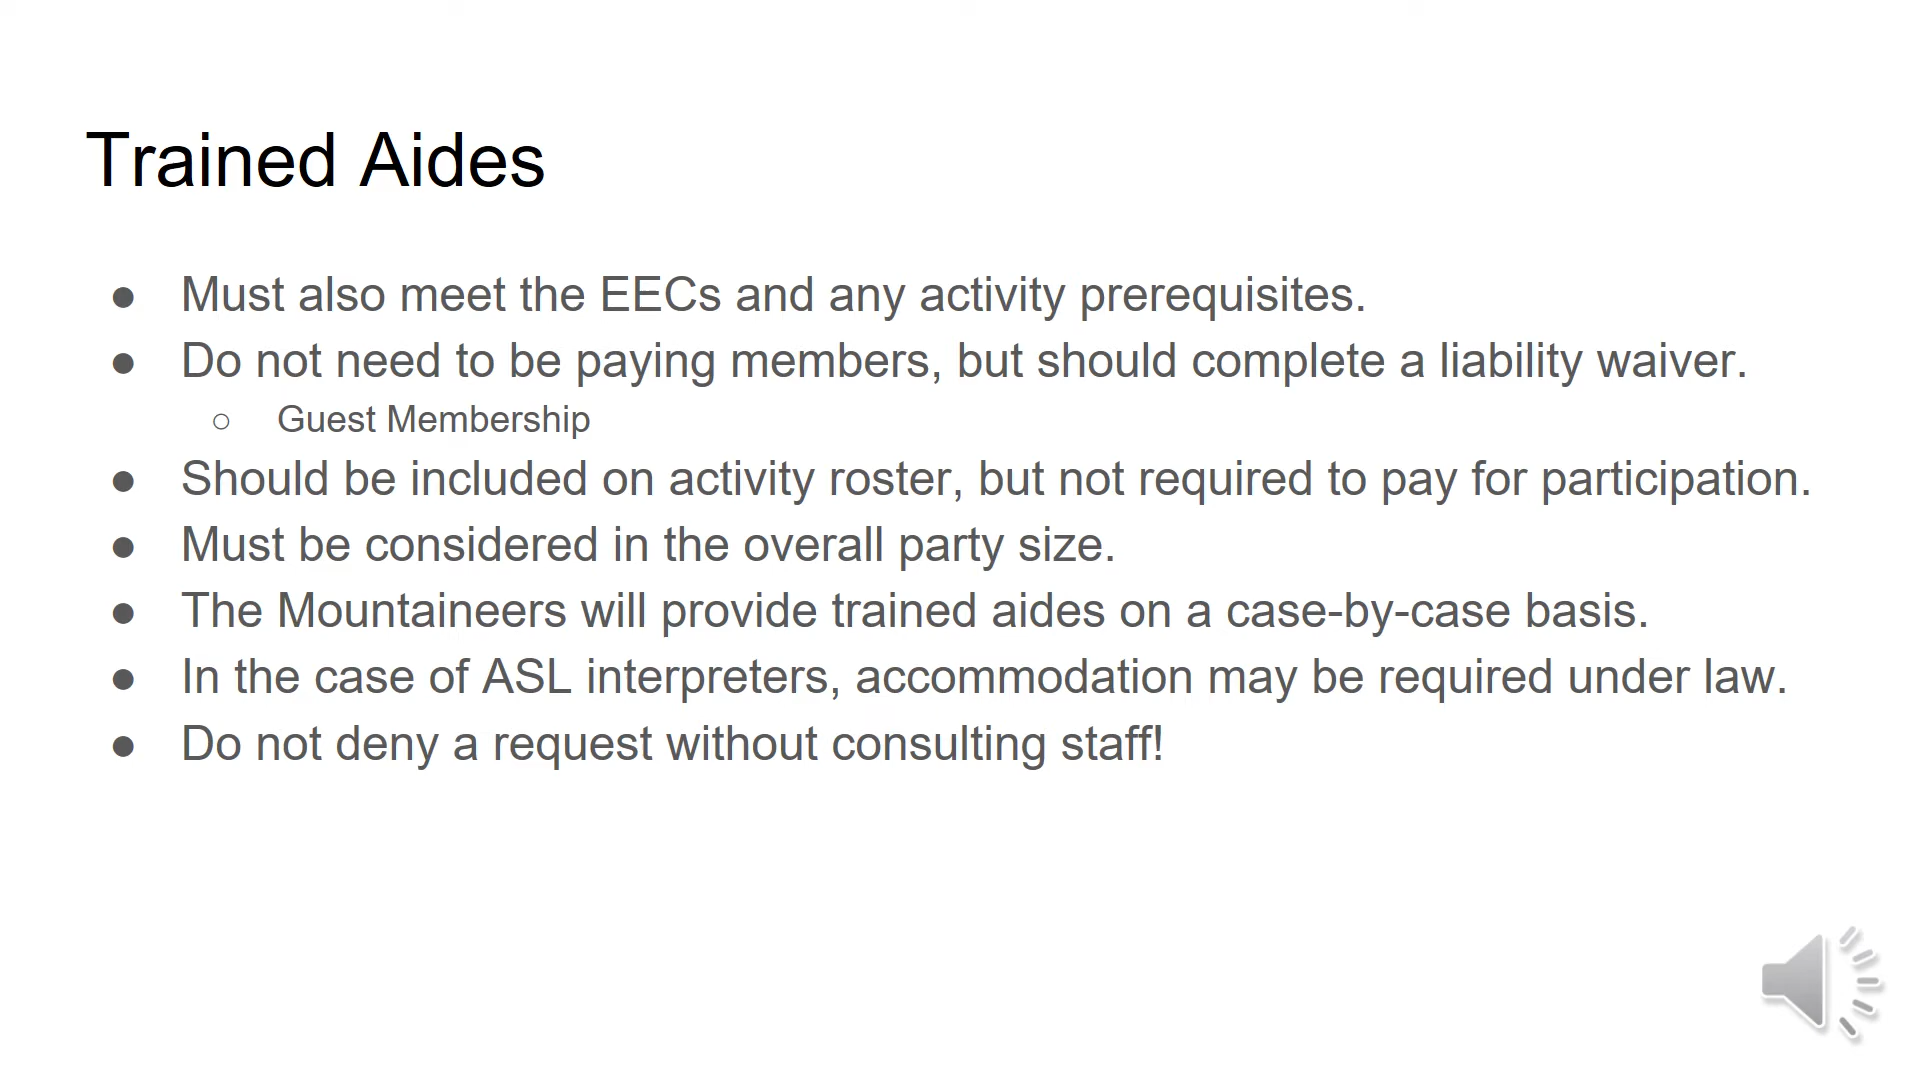 Trained Aides
● Must also meet the EECs and any activity prerequisites.
● Do not need to be paying members, but should complete a liability waiver.
○ Guest Membership
● Should be included on activity roster, but not required to pay for participation.
● Must be considered in the overall party size.
● The Mountaineers will provide trained aides on a case-by-case basis.
● In the case of ASL interpreters, accommodation may be required under law.
● Do not deny a request without consulting staff!